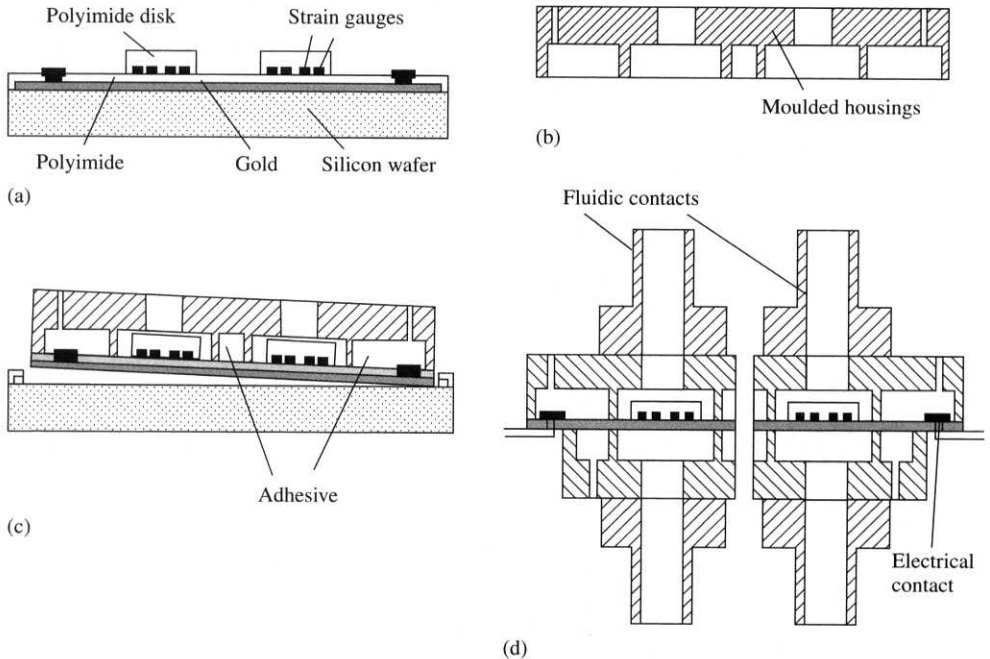 Polyimide disk
Strain gauges
Polyimide
Gold
Silicon wafer
(a)
Moulded housings
(b)
Adhesive
(c)
Fluidic contacts
Electrical
contact
(d)